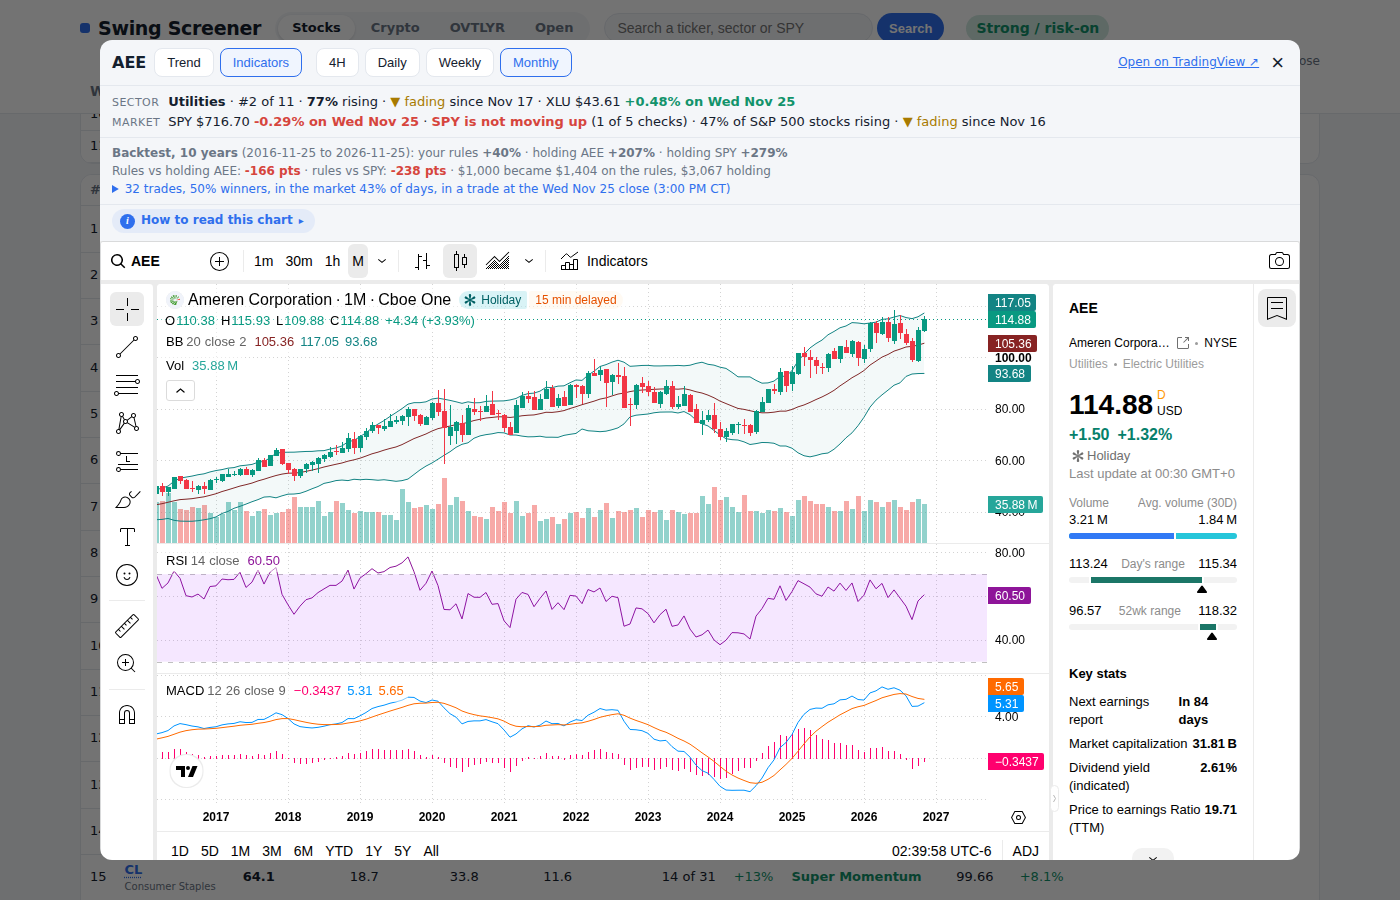 Swing Screener Stocks Crypto OVTLYR Open Search a ticker, sector or SPY Search Strong / risk-on
AEE Trend Indicators 4H Daily Weekly Monthly Open on TradingView ↗ ×
SECTOR Utilities · #2 of 11 · 77% rising · ▼ fading since Nov 17 · XLU $43.61 +0.48% on Wed Nov 25
MARKET SPY $716.70 -0.29% on Wed Nov 25 · SPY is not moving up (1 of 5 checks) · 47% of S&P 500 stocks rising · ▼ fading since Nov 16
Backtest, 10 years (2016-11-25 to 2026-11-25): your rules +40% · holding AEE +207% · holding SPY +279%
Rules vs holding AEE: -166 pts · rules vs SPY: -238 pts · $1,000 became $1,404 on the rules, $3,067 holding
▶ 32 trades, 50% winners, in the market 43% of days, in a trade at the Wed Nov 25 close (3:00 PM CT)
i How to read this chart ▸
AEE 1m 30m 1h M Indicators
Ameren Corporation · 1M · Cboe One Holiday 15 min delayed
O110.38 H115.93 L109.88 C114.88 +4.34 (+3.93%)
BB 20 close 2 105.36 117.05 93.68
Vol 35.88 M
117.05
114.88
105.36
100.00
93.68
80.00
60.00
35.88 M
RSI 14 close 60.50
80.00
60.50
40.00
MACD 12 26 close 9 −0.3437 5.31 5.65
5.65
5.31
4.00
−0.3437
2017 2018 2019 2020 2021 2022 2023 2024 2025 2026 2027
1D 5D 1M 3M 6M YTD 1Y 5Y All 02:39:58 UTC-6 ADJ
AEE
Ameren Corpora… • NYSE
Utilities • Electric Utilities
114.88 D USD
+1.50 +1.32%
Holiday
Last update at 00:30 GMT+0
Volume Avg. volume (30D)
3.21 M 1.84 M
113.24 Day's range 115.34
96.57 52wk range 118.32
Key stats
Next earnings report In 84 days
Market capitalization 31.81 B
Dividend yield (indicated) 2.61%
Price to earnings Ratio (TTM) 19.71
#
1
2
3
4
5
6
7
8
9
15 CL 64.1 18.7 33.8 11.6 14 of 31 +13% Super Momentum 99.66 +8.1%
Consumer Staples